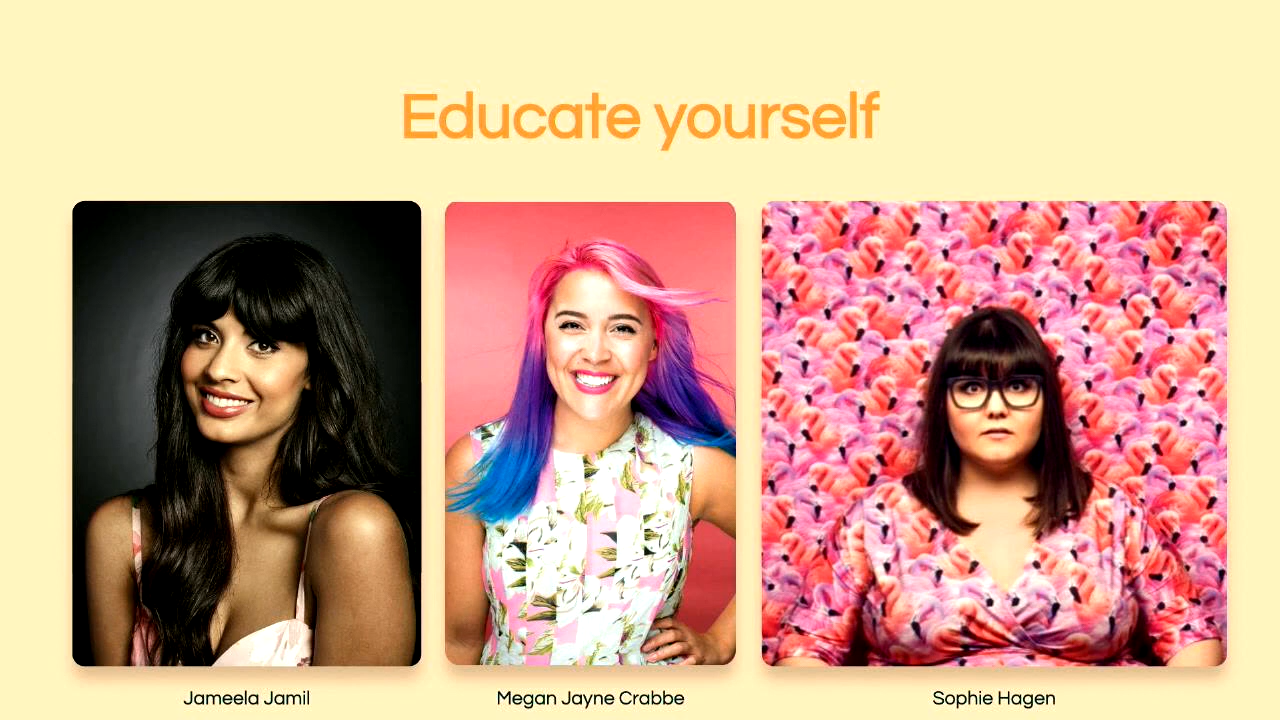 Educate yourself
Jameela Jamil
Megan Jayne Crabbe
Sophie Hagen